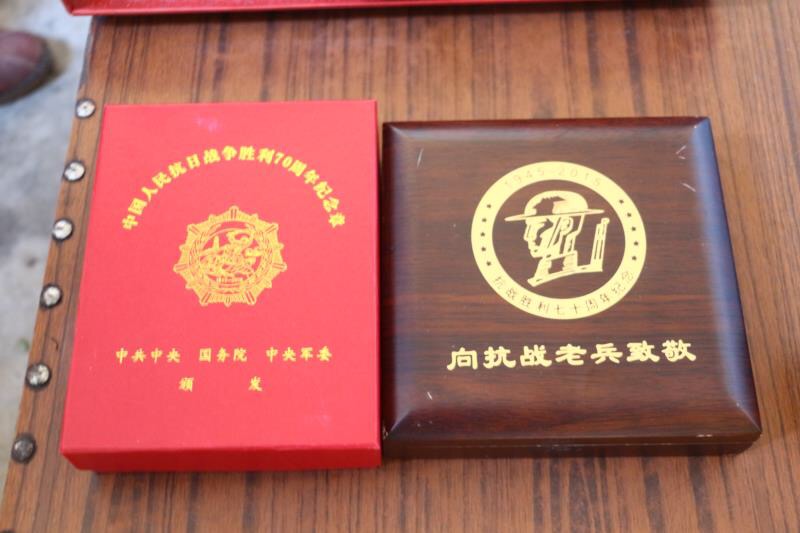 中国人民抗日战争胜利70周年纪念章
中共中央 国务院 中央军委
颁 发
1945-2015
抗战胜利七十周年纪念
向抗战老兵致敬